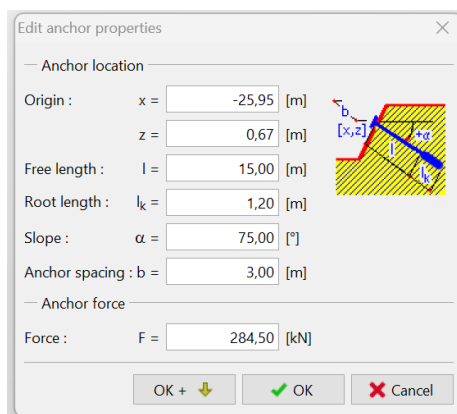 Edit anchor properties
Anchor location
Origin : x = -25,95 [m]
z = 0,67 [m]
Free length : l = 15,00 [m]
Root length : lk = 1,20 [m]
Slope : α = 75,00 [°]
Anchor spacing : b = 3,00 [m]
b
[x,z]
+α
l
lk
Anchor force
Force : F = 284,50 [kN]
OK +
OK
Cancel